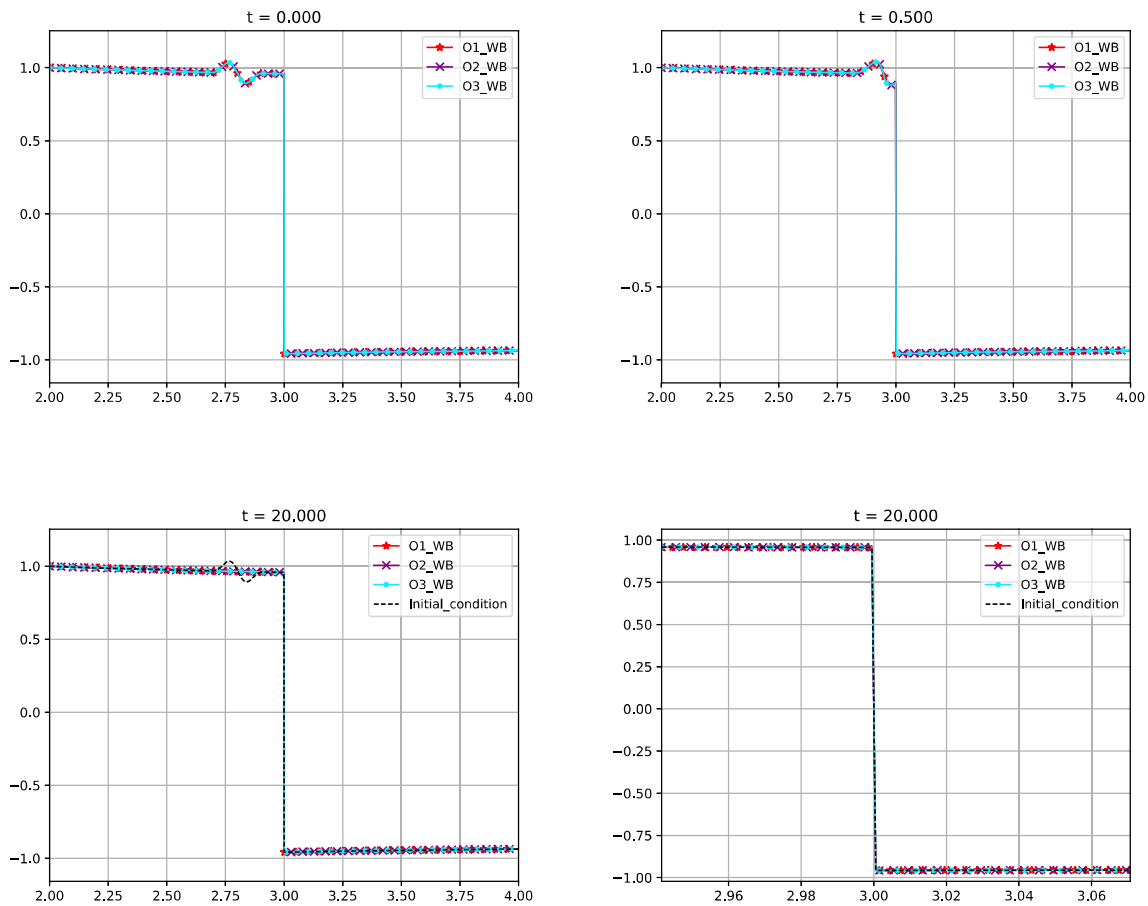 t = 0.000
1.0
0.5
0.0
−0.5
−1.0
2.00 2.25 2.50 2.75 3.00 3.25 3.50 3.75 4.00
O1_WB
O2_WB
O3_WB
t = 0.500
1.0
0.5
0.0
−0.5
−1.0
2.00 2.25 2.50 2.75 3.00 3.25 3.50 3.75 4.00
O1_WB
O2_WB
O3_WB
t = 20.000
1.0
0.5
0.0
−0.5
−1.0
2.00 2.25 2.50 2.75 3.00 3.25 3.50 3.75 4.00
O1_WB
O2_WB
O3_WB
Initial_condition
t = 20.000
1.00
0.75
0.50
0.25
0.00
−0.25
−0.50
−0.75
−1.00
2.96 2.98 3.00 3.02 3.04 3.06
O1_WB
O2_WB
O3_WB
Initial_condition